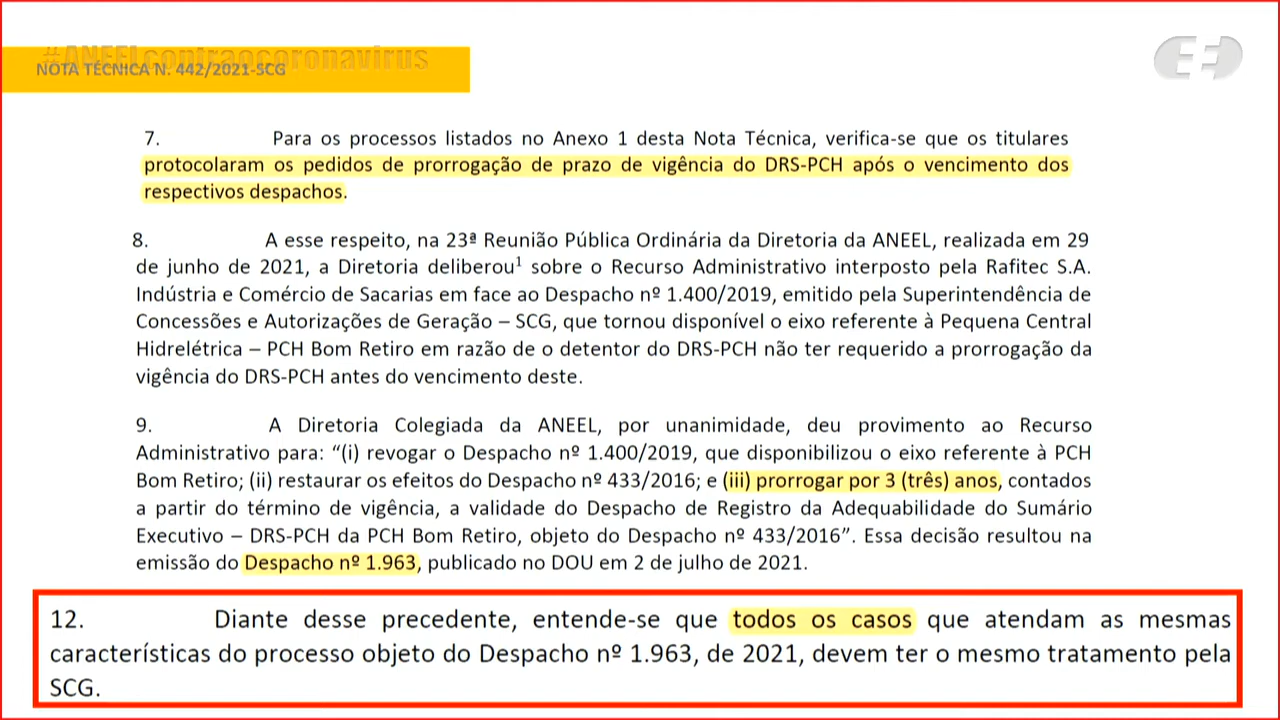 #ANEELcontraocoronavirus
NOTA TÉCNICA N. 442/2021-SCG
7. Para os processos listados no Anexo 1 desta Nota Técnica, verifica-se que os titulares
protocolaram os pedidos de prorrogação de prazo de vigência do DRS-PCH após o vencimento dos
respectivos despachos.
8. A esse respeito, na 23ª Reunião Pública Ordinária da Diretoria da ANEEL, realizada em 29
de junho de 2021, a Diretoria deliberou¹ sobre o Recurso Administrativo interposto pela Rafitec S.A.
Indústria e Comércio de Sacarias em face ao Despacho nº 1.400/2019, emitido pela Superintendência de
Concessões e Autorizações de Geração – SCG, que tornou disponível o eixo referente à Pequena Central
Hidrelétrica – PCH Bom Retiro em razão de o detentor do DRS-PCH não ter requerido a prorrogação da
vigência do DRS-PCH antes do vencimento deste.
9. A Diretoria Colegiada da ANEEL, por unanimidade, deu provimento ao Recurso
Administrativo para: “(i) revogar o Despacho nº 1.400/2019, que disponibilizou o eixo referente à PCH
Bom Retiro; (ii) restaurar os efeitos do Despacho nº 433/2016; e (iii) prorrogar por 3 (três) anos, contados
a partir do término de vigência, a validade do Despacho de Registro da Adequabilidade do Sumário
Executivo – DRS-PCH da PCH Bom Retiro, objeto do Despacho nº 433/2016”. Essa decisão resultou na
emissão do Despacho nº 1.963, publicado no DOU em 2 de julho de 2021.
12. Diante desse precedente, entende-se que todos os casos que atendam as mesmas
características do processo objeto do Despacho nº 1.963, de 2021, devem ter o mesmo tratamento pela
SCG.